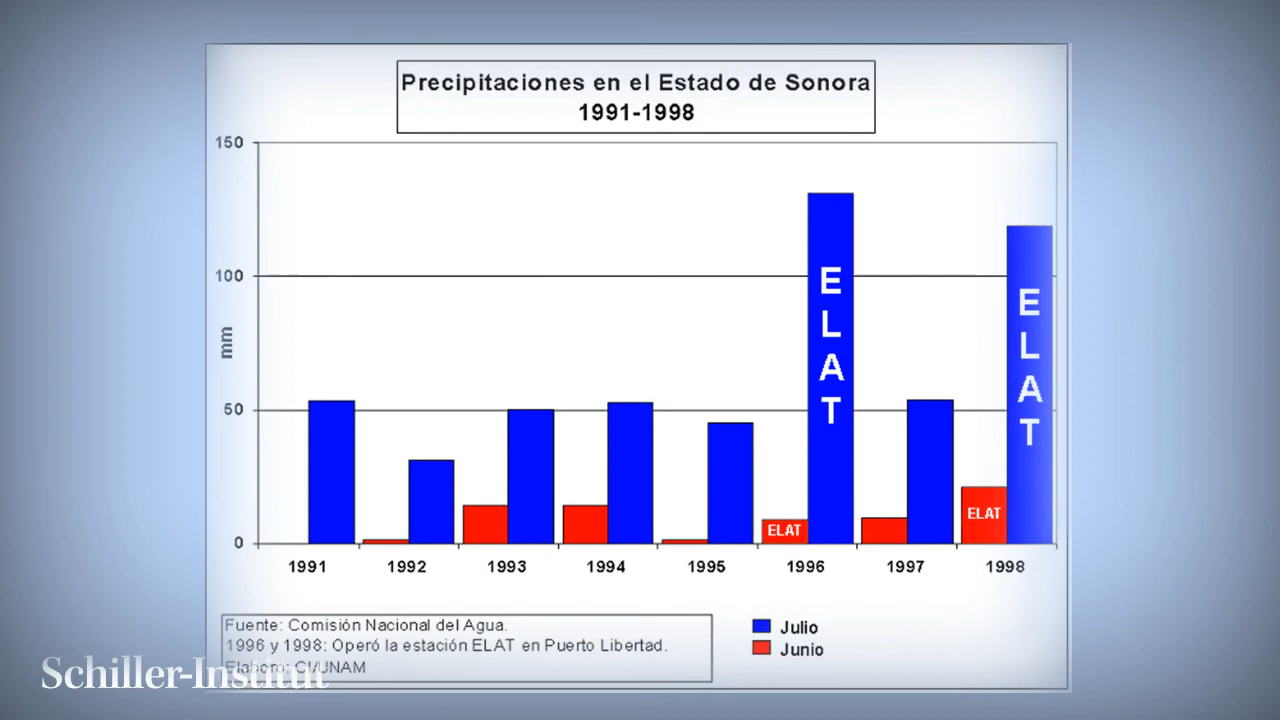 Precipitaciones en el Estado de Sonora
1991-1998
150
100
50
0
mm
E
L
A
T
E
L
A
T
ELAT
ELAT
1991 1992 1993 1994 1995 1996 1997 1998
Fuente: Comisión Nacional del Agua.
1996 y 1998: Operó la estación ELAT en Puerto Libertad.
Julio
Junio
Schiller-Institut